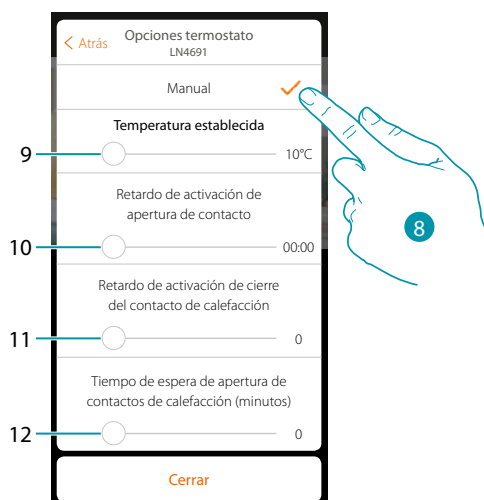 Atrás
Opciones termostato
LN4691
Manual
Temperatura establecida
9
10°C
Retardo de activación de
apertura de contacto
10
00:00
8
Retardo de activación de cierre
del contacto de calefacción
11
0
Tiempo de espera de apertura de
contactos de calefacción (minutos)
12
0
Cerrar